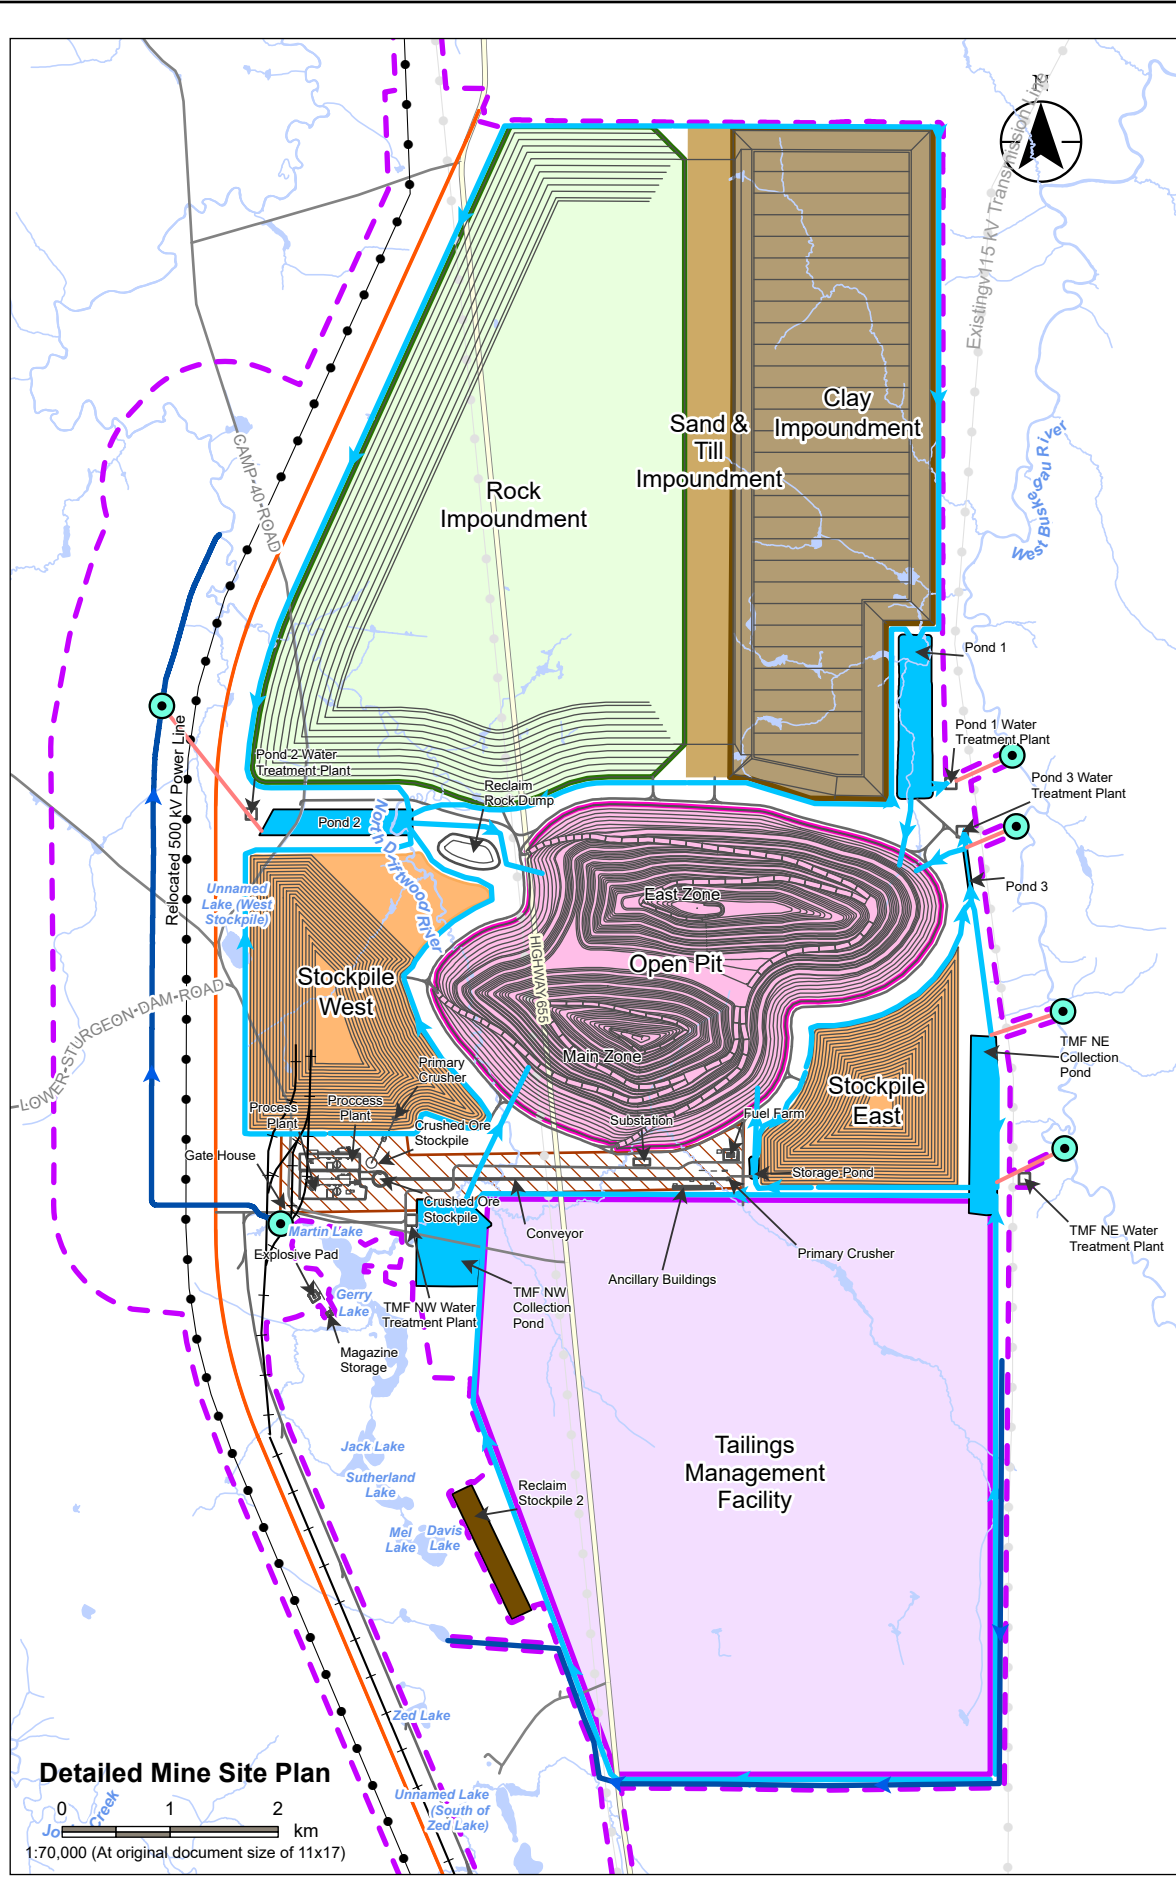 N
Existing 115 kV Transmission Line
Clay
Impoundment
Sand &
Till
Impoundment
Rock
Impoundment
CAMP-40-ROAD
West Buskegau River
Pond 1
Pond 1 Water
Treatment Plant
Pond 3 Water
Treatment Plant
Relocated 500 kV Power Line
Pond 2 Water
Treatment Plant
Reclaim
Rock Dump
Pond 2
North Driftwood River
Pond 3
Unnamed
Lake (West
Stockpile)
East Zone
Open Pit
HIGHWAY 655
Stockpile
West
LOWER-STURGEON-DAM-ROAD
Main Zone
Primary
Crusher
TMF NE
Collection
Pond
Stockpile
East
Process
Plant
Proccess
Plant
Crushed Ore
Stockpile
Substation
Fuel Farm
Gate House
Storage Pond
Crushed Ore
Stockpile
Martin Lake
Conveyor
Explosive Pad
Primary Crusher
TMF NE Water
Treatment Plant
Ancillary Buildings
Gerry
Lake
TMF NW Water
Treatment Plant
TMF NW
Collection
Pond
Magazine
Storage
Jack Lake
Sutherland
Lake
Tailings
Management
Facility
Reclaim
Stockpile 2
Mel
Lake
Davis
Lake
Zed Lake
Detailed Mine Site Plan
Unnamed Lake
(South of
Zed Lake)
0 1 2
km
Creek
1:70,000 (At original document size of 11x17)